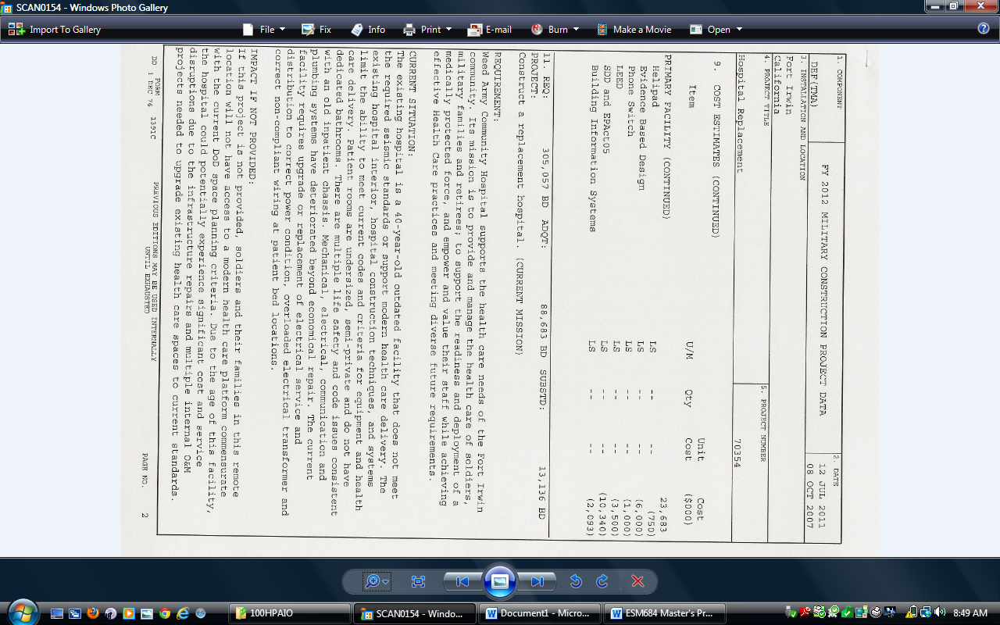 SCAN0154 - Windows Photo Gallery
Import To Gallery File Fix Info Print E-mail Burn Make a Movie Open
1. COMPONENT
DEF(TMA)
FY 2012 MILITARY CONSTRUCTION PROJECT DATA
2. DATE
12 JUL 2011
08 OCT 2007
3. INSTALLATION AND LOCATION
Fort Irwin
California
4. PROJECT TITLE
Hospital Replacement
5. PROJECT NUMBER
70354
9. COST ESTIMATES (CONTINUED)
Item U/M Qty Unit Cost Cost ($000)
PRIMARY FACILITY (CONTINUED) 23,683
Helipad LS -- -- (750)
Evidence Based Design LS -- -- (6,000)
Phone Switch LS -- -- (1,000)
LEED LS -- -- (3,500)
SDD and EPAct05 LS -- -- (10,340)
Building Information Systems LS -- -- (2,093)
11. REQ: 305,057 BD ADQT: 88,683 BD SUBSTD: 13,136 BD
PROJECT:
Construct a replacement hospital. (CURRENT MISSION)
REQUIREMENT:
Weed Army Community Hospital supports the health care needs of the Fort Irwin
community. Its mission is to provide and manage the health care of soldiers,
military families and retirees; to support the readiness and deployment of a
medically protected force, and empower and value their staff while achieving
effective Health Care practices and meeting diverse future requirements.
CURRENT SITUATION:
The existing hospital is a 40-year-old outdated facility that does not meet
the required seismic standards or support modern health care delivery. The
existing hospital interior, hospital construction techniques, and systems
limit the ability to meet current codes and criteria for equipment and health
care delivery. Patient rooms are undersized, semi-private and do not have
dedicated bathrooms. There are multiple life safety and code issues consistent
with an old inpatient chassis. Mechanical, electrical, communication and
plumbing systems have deteriorated beyond economical repair. The current
facility requires upgrade or replacement of electrical service and
distribution to correct power condition, overloaded electrical transformer and
correct non-compliant wiring at patient bed locations.
IMPACT IF NOT PROVIDED:
If this project is not provided, soldiers and their families in this remote
location will not have access to a modern health care platform commensurate
with the current DoD space planning criteria. Due to the age of this facility,
the hospital could potentially experience significant cost and service
disruptions due to the infrastructure repairs and multiple internal O&M
projects needed to upgrade existing health care spaces to current standards.
DD FORM 1 DEC 76 1391C
PREVIOUS EDITIONS MAY BE USED INTERNALLY
UNTIL EXHAUSTED
PAGE NO. 2
100HPAIO
SCAN0154 - Windo...
Document1 - Micro...
ESM684 Master's Pr...
8:49 AM